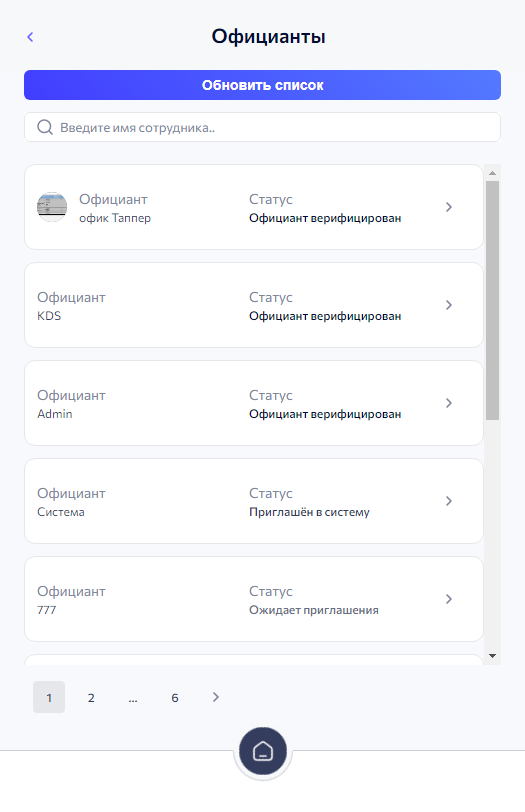 Официанты
Обновить список
Введите имя сотрудника..
Официант Статус
офик Таппер Официант верифицирован
Официант Статус
KDS Официант верифицирован
Официант Статус
Admin Официант верифицирован
Официант Статус
Система Приглашён в систему
Официант Статус
777 Ожидает приглашения
1 2 ... 6